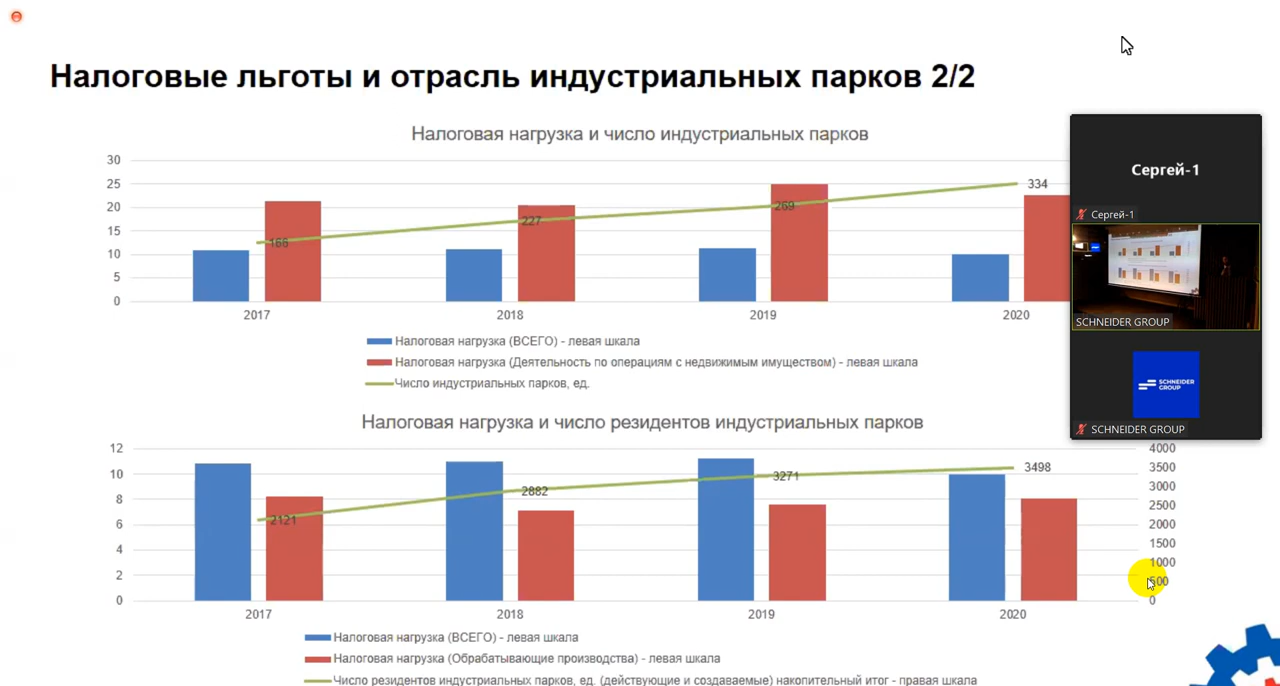 Налоговые льготы и отрасль индустриальных парков 2/2
Налоговая нагрузка и число индустриальных парков
30
25
20
15
10
5
0
166
227
269
334
2017
2018
2019
2020
Налоговая нагрузка (ВСЕГО) - левая шкала
Налоговая нагрузка (Деятельность по операциям с недвижимым имуществом) - левая шкала
Число индустриальных парков, ед.
Сергей-1
Сергей-1
SCHNEIDER GROUP
SCHNEIDER
GROUP
SCHNEIDER GROUP
Налоговая нагрузка и число резидентов индустриальных парков
12
10
8
6
4
2
0
2121
2882
3271
3498
4000
3500
3000
2500
2000
1500
1000
500
0
2017
2018
2019
2020
Налоговая нагрузка (ВСЕГО) - левая шкала
Налоговая нагрузка (Обрабатывающие производства) - левая шкала
Число резидентов индустриальных парков, ед. (действующие и создаваемые) накопительный итог - правая шкала